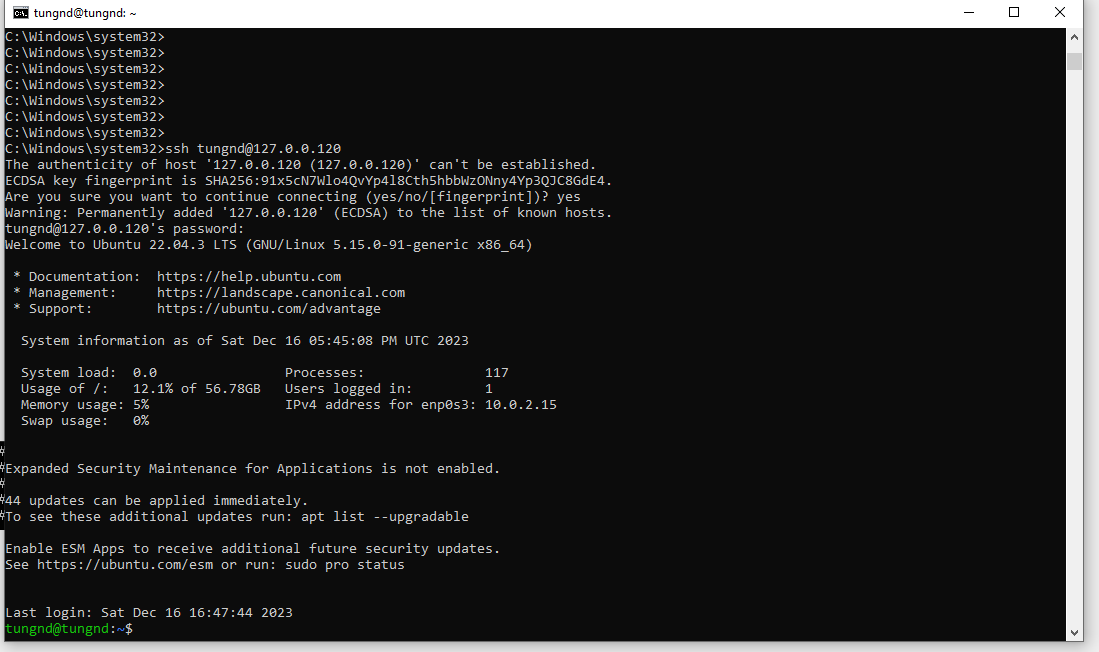 tungnd@tungnd: ~
C:\Windows\system32>
C:\Windows\system32>
C:\Windows\system32>
C:\Windows\system32>
C:\Windows\system32>
C:\Windows\system32>
C:\Windows\system32>
C:\Windows\system32>ssh tungnd@127.0.0.120
The authenticity of host '127.0.0.120 (127.0.0.120)' can't be established.
ECDSA key fingerprint is SHA256:91x5cN7Wlo4QvYp4l8Cth5hbbWzONny4Yp3QJC8GdE4.
Are you sure you want to continue connecting (yes/no/[fingerprint])? yes
Warning: Permanently added '127.0.0.120' (ECDSA) to the list of known hosts.
tungnd@127.0.0.120's password:
Welcome to Ubuntu 22.04.3 LTS (GNU/Linux 5.15.0-91-generic x86_64)
* Documentation:  https://help.ubuntu.com
* Management:     https://landscape.canonical.com
* Support:        https://ubuntu.com/advantage
System information as of Sat Dec 16 05:45:08 PM UTC 2023
System load:  0.0                Processes:               117
Usage of /:   12.1% of 56.78GB   Users logged in:         1
Memory usage: 5%                 IPv4 address for enp0s3: 10.0.2.15
Swap usage:   0%
#
#Expanded Security Maintenance for Applications is not enabled.
#
#44 updates can be applied immediately.
#To see these additional updates run: apt list --upgradable
Enable ESM Apps to receive additional future security updates.
See https://ubuntu.com/esm or run: sudo pro status
Last login: Sat Dec 16 16:47:44 2023
tungnd@tungnd:~$